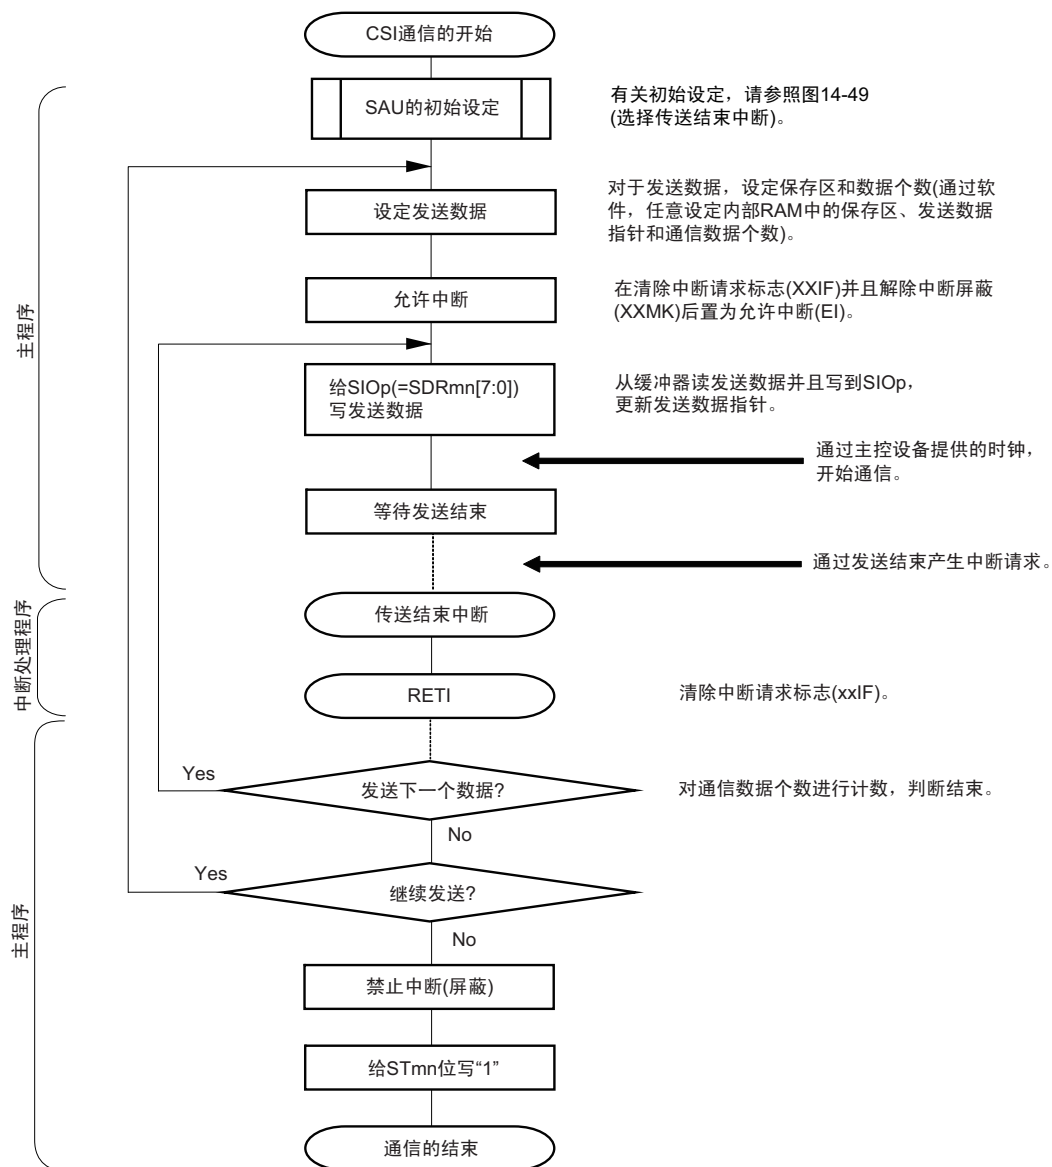 CSI通信的开始
SAU的初始设定
有关初始设定，请参照图14-49
(选择传送结束中断)。
设定发送数据
对于发送数据，设定保存区和数据个数(通过软
件，任意设定内部RAM中的保存区、发送数据
指针和通信数据个数)。
允许中断
在清除中断请求标志(XXIF)并且解除中断屏蔽
(XXMK)后置为允许中断(EI)。
主程序
给SIOp(=SDRmn[7:0])
写发送数据
从缓冲器读发送数据并且写到SIOp，
更新发送数据指针。
通过主控设备提供的时钟，
开始通信。
等待发送结束
通过发送结束产生中断请求。
传送结束中断
中断处理程序
RETI
清除中断请求标志(xxIF)。
Yes
发送下一个数据?
对通信数据个数进行计数，判断结束。
No
Yes
继续发送?
主程序
No
禁止中断(屏蔽)
给STmn位写“1”
通信的结束